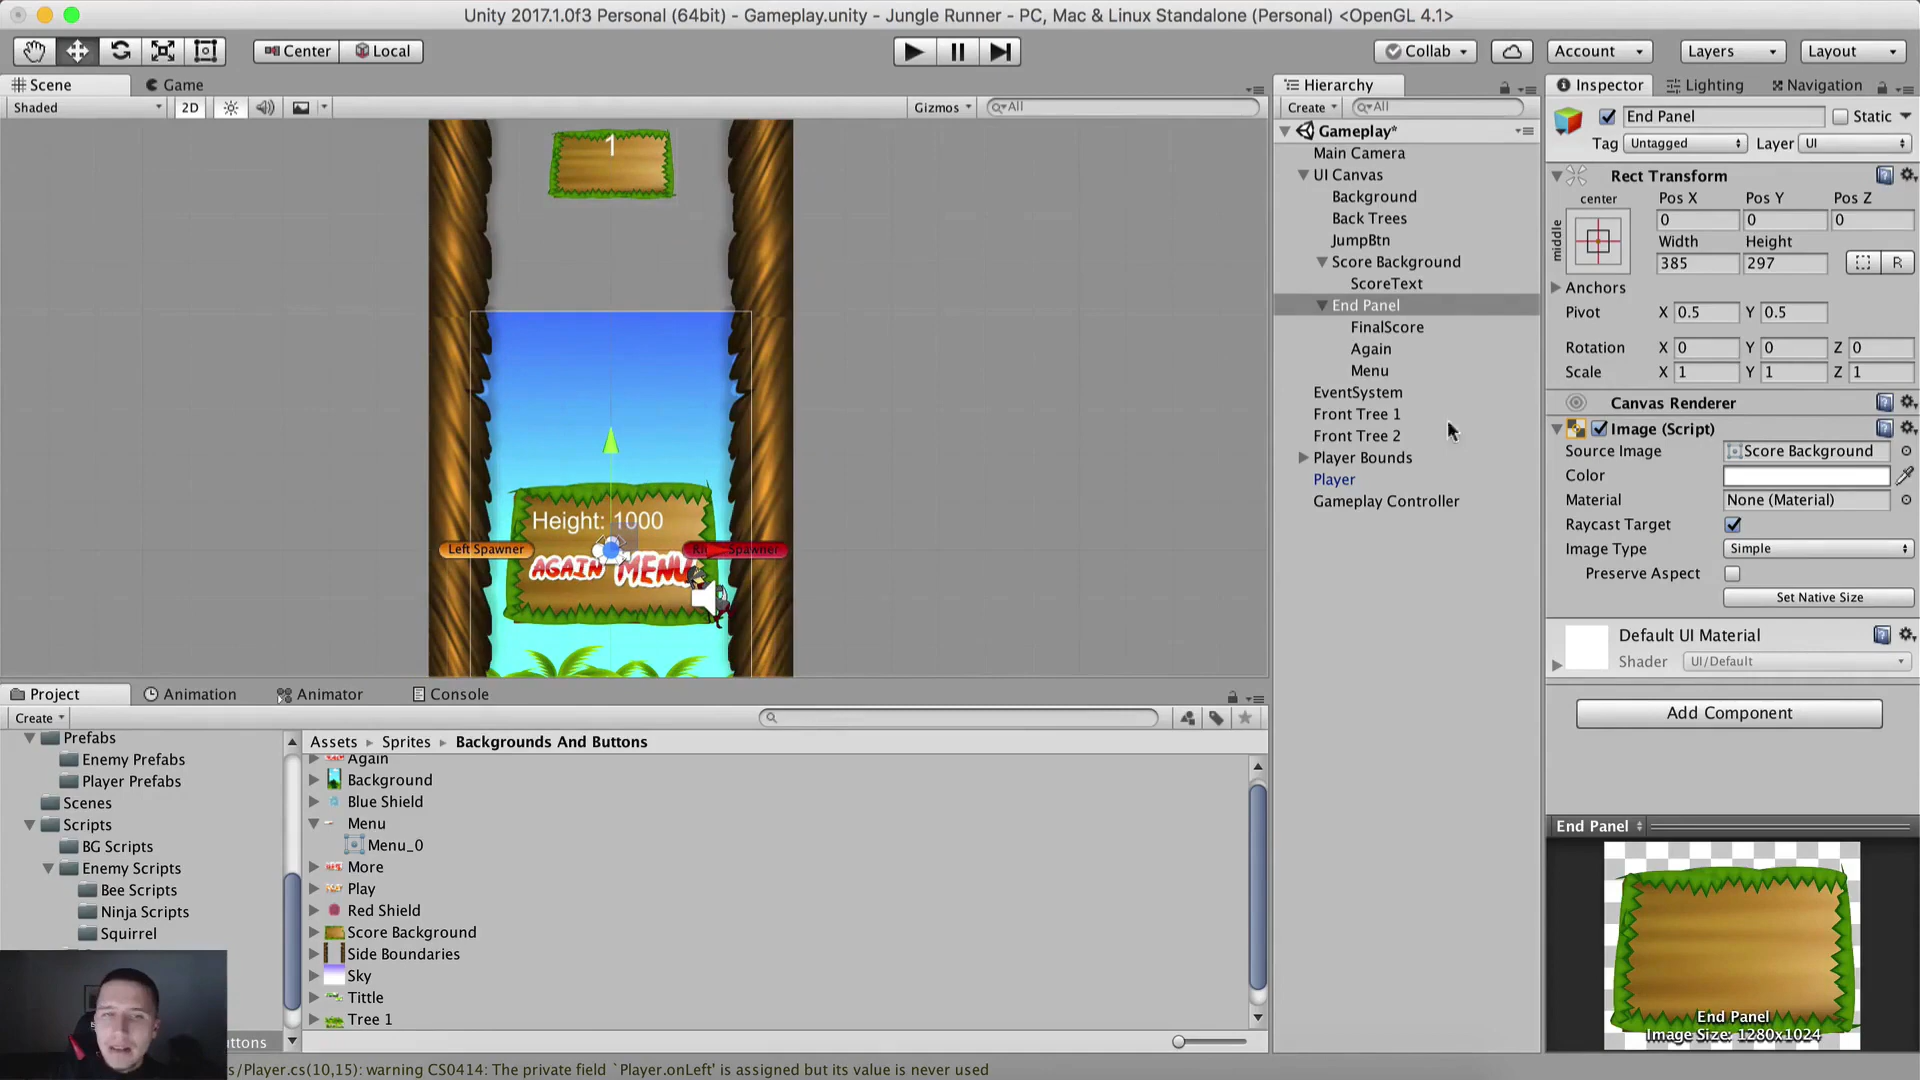 Unity 2017.1.0f3 Personal (64bit) - Gameplay.unity - Jungle Runner - PC, Mac & Linux Standalone (Personal) <OpenGL 4.1>
Center Local Collab Account Layers Layout
Scene Game
Shaded 2D Gizmos All
1
Height: 1000
Left Spawner Spawner
AGAIN MENU
Hierarchy
Create All
Gameplay*
Main Camera
UI Canvas
Background
Back Trees
JumpBtn
Score Background
ScoreText
End Panel
FinalScore
Again
Menu
EventSystem
Front Tree 1
Front Tree 2
Player Bounds
Player
Gameplay Controller
Inspector Lighting Navigation
End Panel Static
Tag Untagged Layer UI
Rect Transform
center Pos X Pos Y Pos Z
middle 0 0 0
Width Height
385 297 R
Anchors
Pivot X 0.5 Y 0.5
Rotation X 0 Y 0 Z 0
Scale X 1 Y 1 Z 1
Canvas Renderer
Image (Script)
Source Image Score Background
Color
Material None (Material)
Raycast Target
Image Type Simple
Preserve Aspect
Set Native Size
Default UI Material
Shader UI/Default
Add Component
End Panel
End Panel
Image Size: 1280x1024
Project Animation Animator Console
Create
Prefabs
Enemy Prefabs
Player Prefabs
Scenes
Scripts
BG Scripts
Enemy Scripts
Bee Scripts
Ninja Scripts
Squirrel
Assets Sprites Backgrounds And Buttons
Again
Background
Blue Shield
Menu
Menu_0
More
Play
Red Shield
Score Background
Side Boundaries
Sky
Tittle
Tree 1
s/Player.cs(10,15): warning CS0414: The private field `Player.onLeft' is assigned but its value is never used